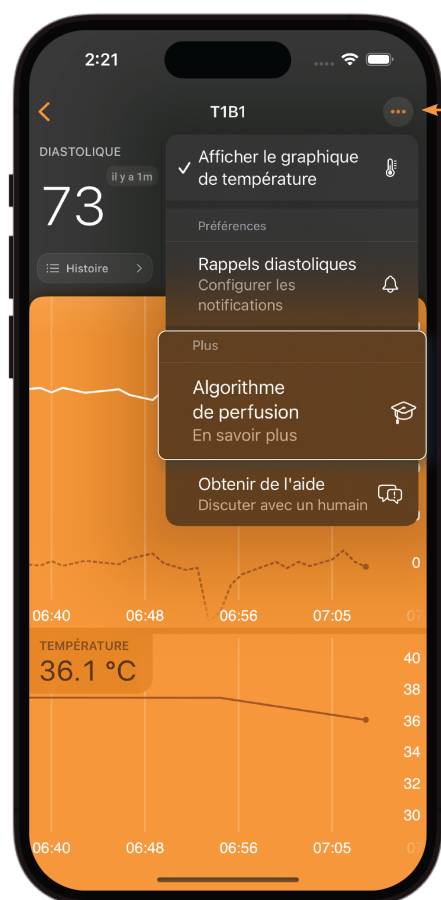 2:21
T1B1
DIASTOLIQUE
il y a 1m
73
Histoire
Afficher le graphique
de température
Préférences
Rappels diastoliques
Configurer les
notifications
Plus
Algorithme
de perfusion
En savoir plus
Obtenir de l'aide
Discuter avec un humain
0
06:40 06:48 06:56 07:05 07
TEMPÉRATURE
36.1 °C
40
38
36
34
32
30
06:40 06:48 06:56 07:05 07